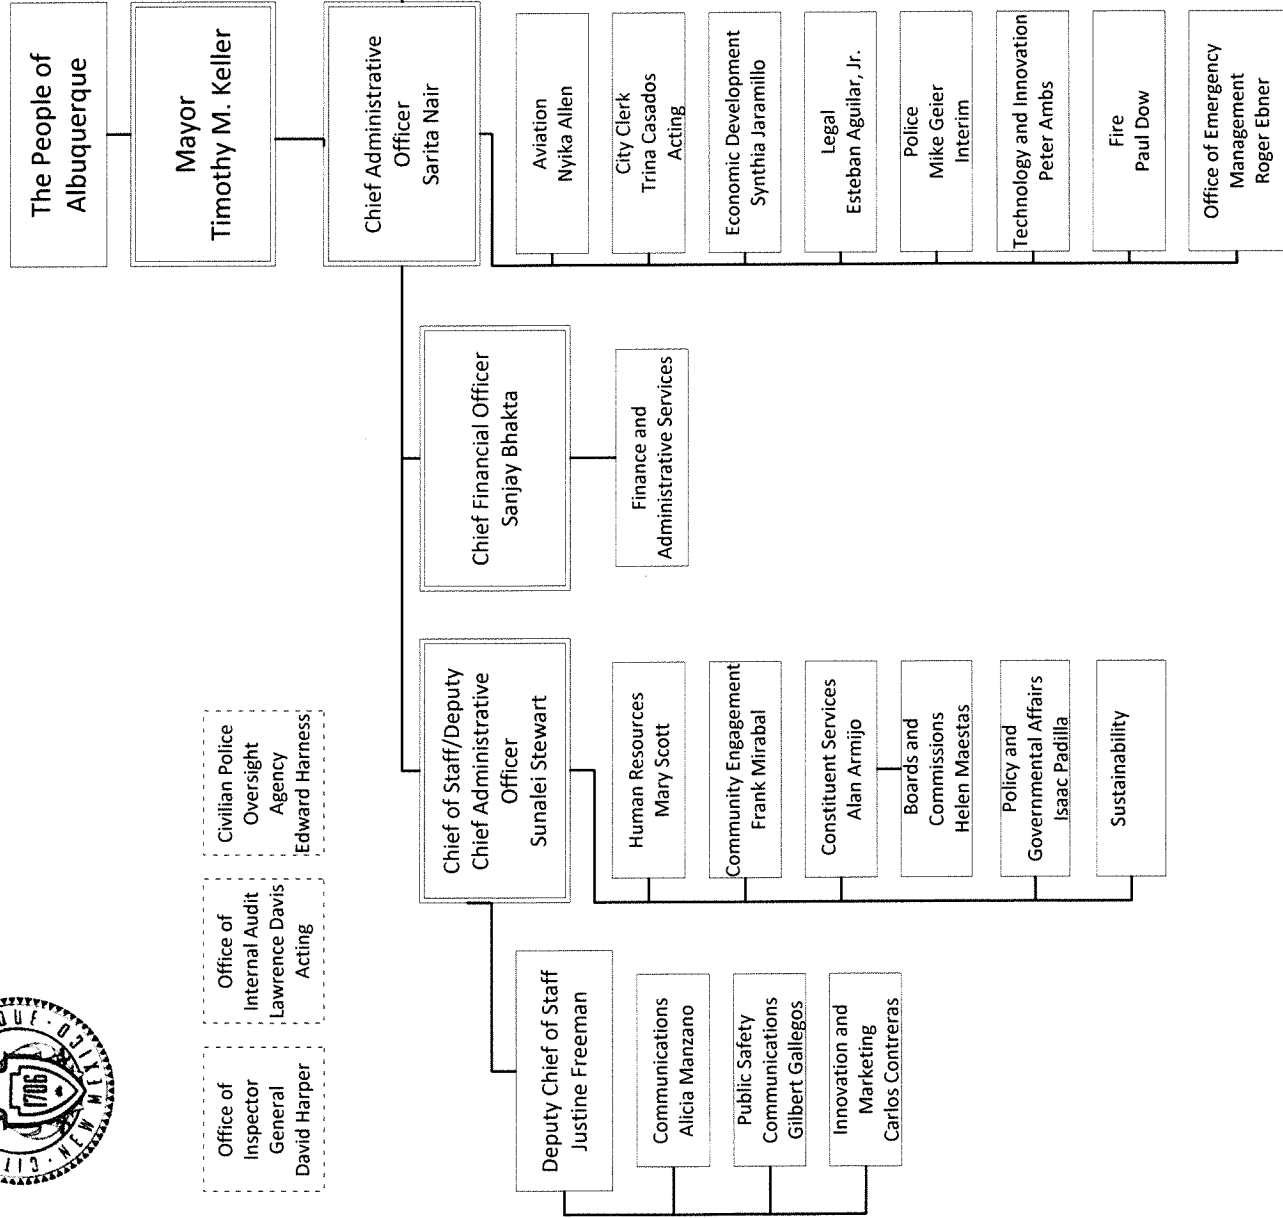 The People of
Albuquerque
Mayor
Timothy M. Keller
Chief Administrative
Officer
Sarita Nair
Aviation
Nyika Allen
City Clerk
Trina Casados
Acting
Economic Development
Synthia Jaramillo
Legal
Esteban Aguilar, Jr.
Police
Mike Geier
Interim
Technology and Innovation
Peter Ambs
Fire
Paul Dow
Office of Emergency
Management
Roger Ebner
Chief Financial Officer
Sanjay Bhakta
Finance and
Administrative Services
Chief of Staff/Deputy
Chief Administrative
Officer
Sunalei Stewart
Human Resources
Mary Scott
Community Engagement
Frank Mirabal
Constituent Services
Alan Armijo
Boards and
Commissions
Helen Maestas
Policy and
Governmental Affairs
Isaac Padilla
Sustainability
Deputy Chief of Staff
Justine Freeman
Communications
Alicia Manzano
Public Safety
Communications
Gilbert Gallegos
Innovation and
Marketing
Carlos Contreras
Office of
Inspector
General
David Harper
Office of
Internal Audit
Lawrence Davis
Acting
Civilian Police
Oversight
Agency
Edward Harness
1706
NEW MEXICO